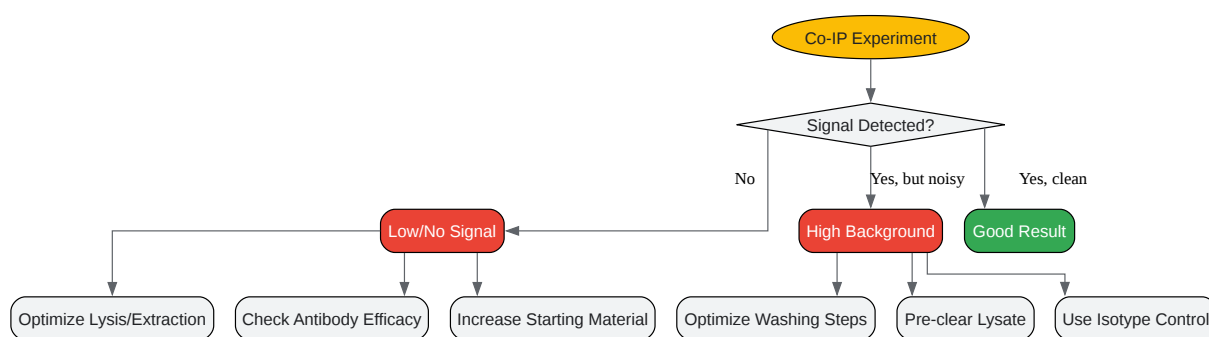 Co-IP Experiment
Signal Detected?
No
Yes, but noisy
Yes, clean
Low/No Signal
High Background
Good Result
Optimize Lysis/Extraction
Check Antibody Efficacy
Increase Starting Material
Optimize Washing Steps
Pre-clear Lysate
Use Isotype Control